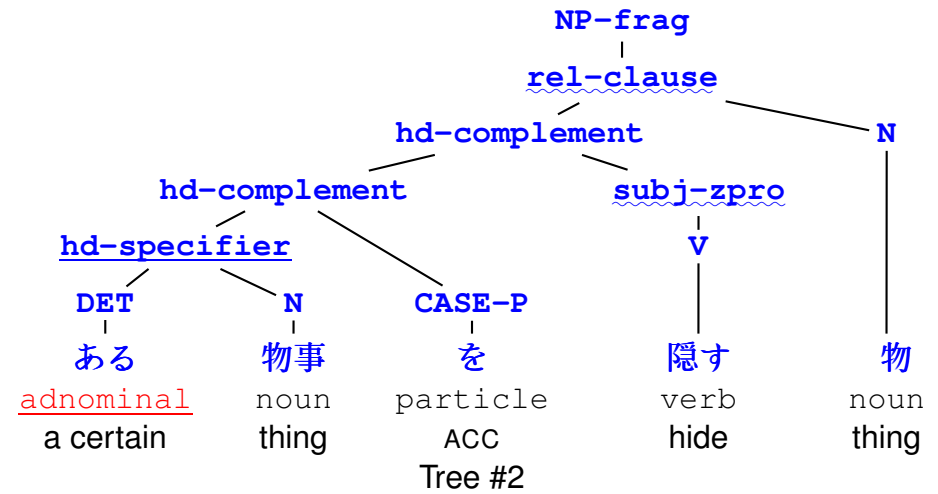 NP-frag
rel-clause
hd-complement N
hd-complement subj-zpro
hd-specifier V
DET N CASE-P
ある 物事 を 隠す 物
adnominal noun particle verb noun
a certain thing ACC hide thing
Tree #2